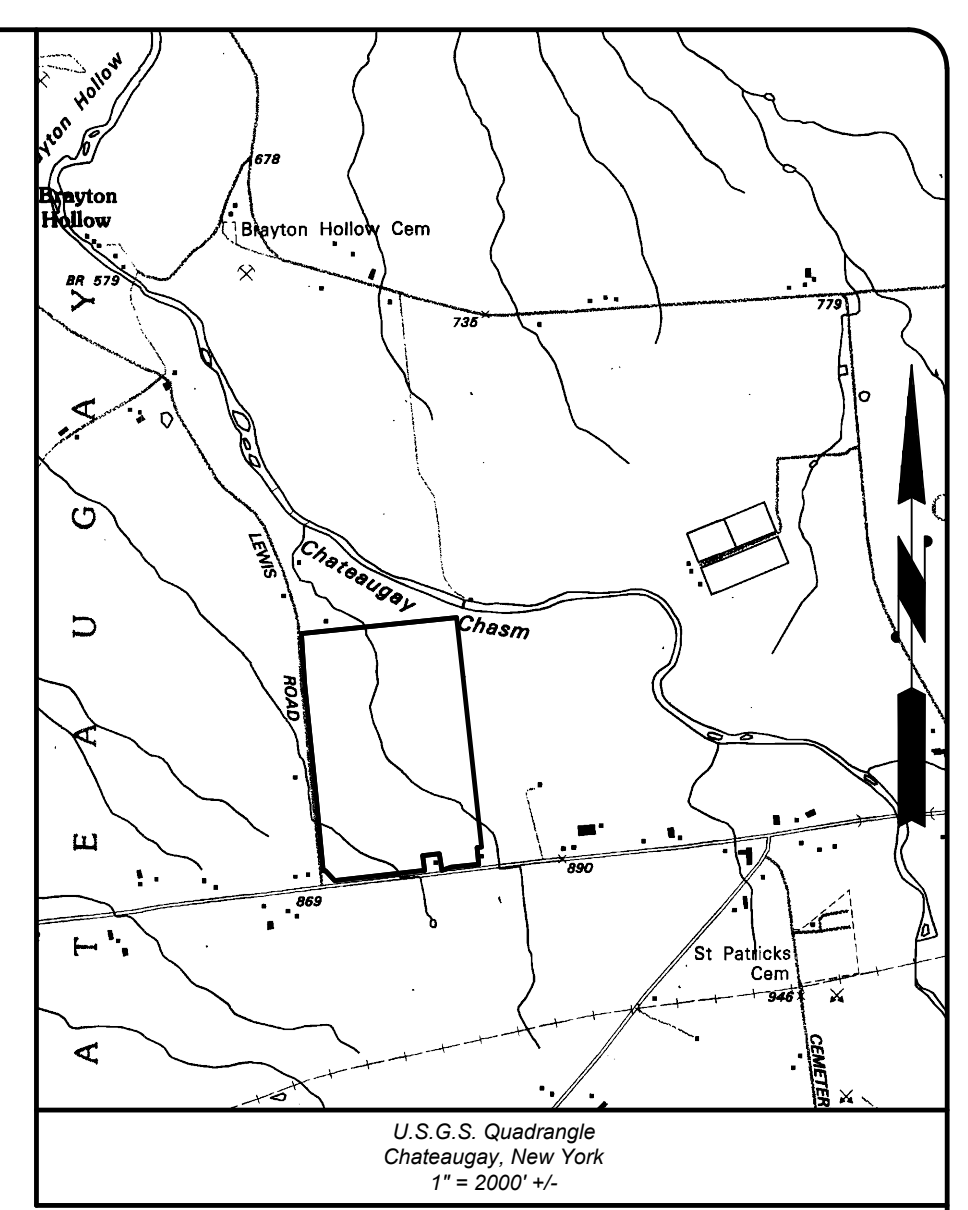 yton Hollow
678
Brayton
Hollow
Brayton Hollow Cem
BR 579
735
779
LEWIS
ROAD
Chateaugay
Chasm
Y
A
G
U
A
E
T
A
890
869
St Patricks
Cem
946
CEMETER
U.S.G.S. Quadrangle
Chateaugay, New York
1" = 2000' +/-